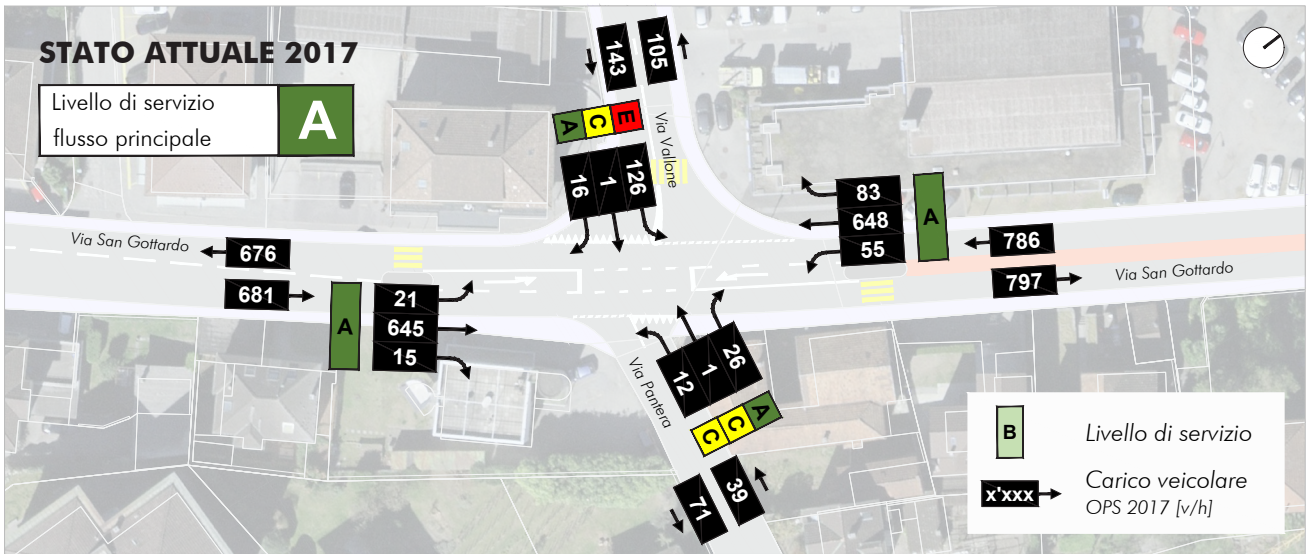 STATO ATTUALE 2017
Livello di servizio
flusso principale
A
143
105
A C E
Via Vallone
16 1 126
83
648
55
A
786
797
Via San Gottardo
Via San Gottardo
676
681
A
21
645
15
Via Pantera
12 1 26
C C A
71
39
B
Livello di servizio
x'xxx
Carico veicolare
OPS 2017 [v/h]